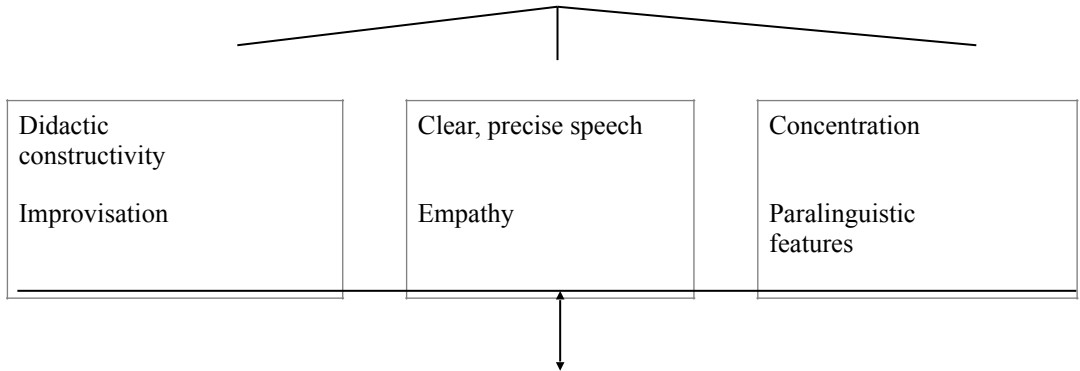 Didactic
constructivity
Improvisation
Clear, precise speech
Empathy
Concentration
Paralinguistic
features